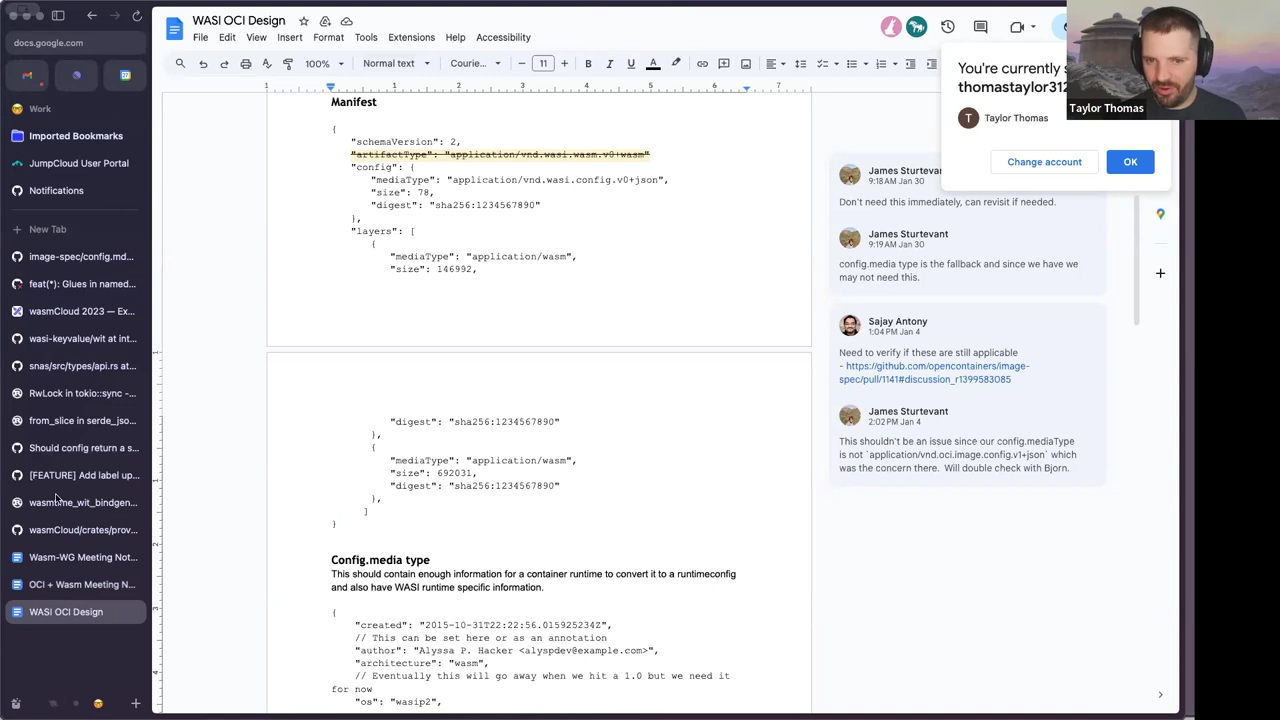 docs.google.com
Work
Imported Bookmarks
JumpCloud User Portal
Notifications
New Tab
image-spec/config.md...
feat(*): Glues in named...
wasmCloud 2023 — Ex...
wasi-keyvalue/wit at int...
snas/src/types/api.rs at...
RwLock in tokio::sync -...
from_slice in serde_jso...
Should config return a s...
[FEATURE] Add label up...
wasmtime_wit_bindgen...
wasmCloud/crates/prov...
Wasm-WG Meeting Not...
OCI + Wasm Meeting N...
WASI OCI Design
WASI OCI Design
File Edit View Insert Format Tools Extensions Help Accessibility
100% Normal text Courie... 11
1 1 2 3 4 5 6 7
Manifest
{
"schemaVersion": 2,
"artifactType": "application/vnd.wasi.wasm.v0+wasm"
"config": {
"mediaType": "application/vnd.wasi.config.v0+json",
"size": 78,
"digest": "sha256:1234567890"
},
"layers": [
{
"mediaType": "application/wasm",
"size": 146992,
"digest": "sha256:1234567890"
},
{
"mediaType": "application/wasm",
"size": 692031,
"digest": "sha256:1234567890"
},
]
}
Config.media type
This should contain enough information for a container runtime to convert it to a runtimeconfig
and also have WASI runtime specific information.
{
"created": "2015-10-31T22:22:56.015925234Z",
// This can be set here or as an annotation
"author": "Alyssa P. Hacker <alyspdev@example.com>",
"architecture": "wasm",
// Eventually this will go away when we hit a 1.0 but we need it
for now
"os": "wasip2",
You're currently s
thomastaylor312
T
Taylor Thomas
Change account
OK
James Sturtevant
9:18 AM Jan 30
Don't need this immediately, can revisit if needed.
James Sturtevant
9:19 AM Jan 30
config.media type is the fallback and since we have we
may not need this.
Sajay Antony
1:04 PM Jan 4
Need to verify if these are still applicable
- https://github.com/opencontainers/image-
spec/pull/1141#discussion_r1399583085
James Sturtevant
2:02 PM Jan 4
This shouldn't be an issue since our config.mediaType
is not `application/vnd.oci.image.config.v1+json` which
was the concern there. Will double check with Bjorn.
Taylor Thomas